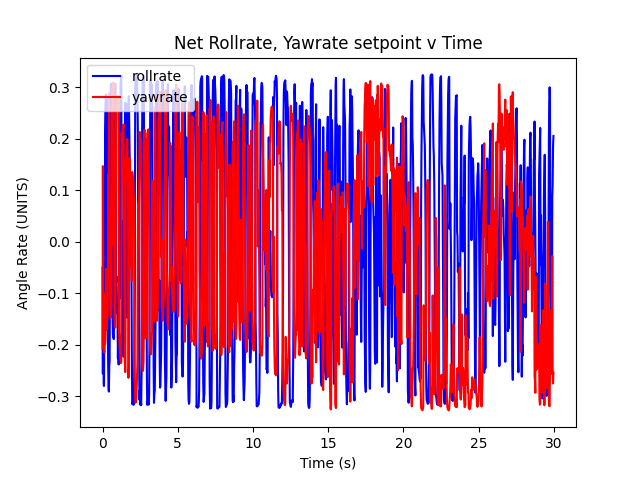 Net Rollrate, Yawrate setpoint v Time
rollrate
yawrate
Angle Rate (UNITS)
0.3
0.2
0.1
0.0
−0.1
−0.2
−0.3
0 5 10 15 20 25 30
Time (s)